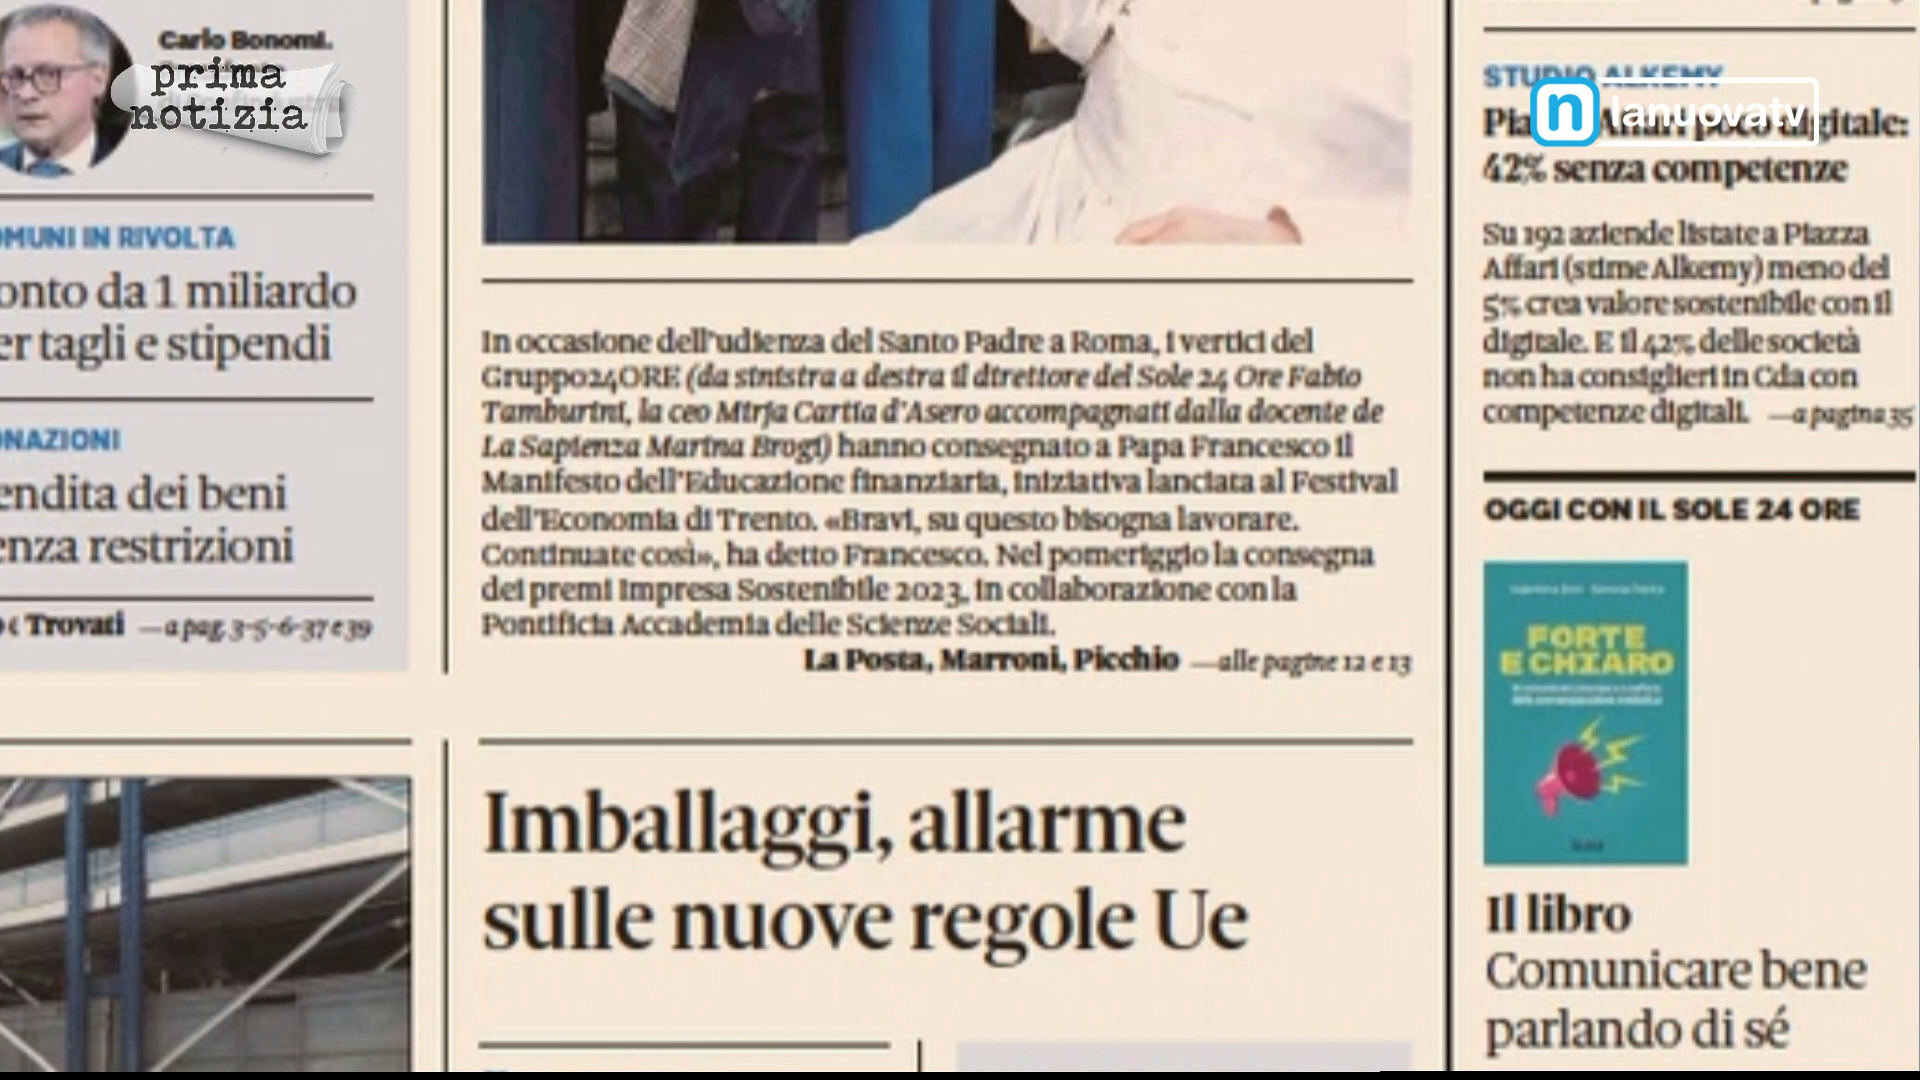 Carlo Bonomi.
prima
notizia
OMUNI IN RIVOLTA
onto da 1 miliardo
er tagli e stipendi
ONAZIONI
endita dei beni
enza restrizioni
e Trovati —a pag. 3-5-6-37 e 39
In occasione dell'udienza del Santo Padre a Roma, i vertici del
Gruppo24ORE (da sinistra a destra il direttore del Sole 24 Ore Fabio
Tamburini, la ceo Mirja Cartia d'Asero accompagnati dalla docente de
La Sapienza Marina Brogi) hanno consegnato a Papa Francesco il
Manifesto dell'Educazione finanziaria, iniziativa lanciata al Festival
dell'Economia di Trento. «Bravi, su questo bisogna lavorare.
Continuate così», ha detto Francesco. Nel pomeriggio la consegna
dei premi Impresa Sostenibile 2023, in collaborazione con la
Pontificia Accademia delle Scienze Sociali.
La Posta, Marroni, Picchio —alle pagine 12 e 13
Imballaggi, allarme
sulle nuove regole Ue
STUDIO ALKEMY
n lanuovatv
Piazza Affari poco digitale:
42% senza competenze
Su 192 aziende listate a Piazza
Affari (stime Alkemy) meno del
5% crea valore sostenibile con il
digitale. E il 42% delle società
non ha consiglieri in Cda con
competenze digitali. —a pagina 35
OGGI CON IL SOLE 24 ORE
FORTE
E CHIARO
Il libro
Comunicare bene
parlando di sé